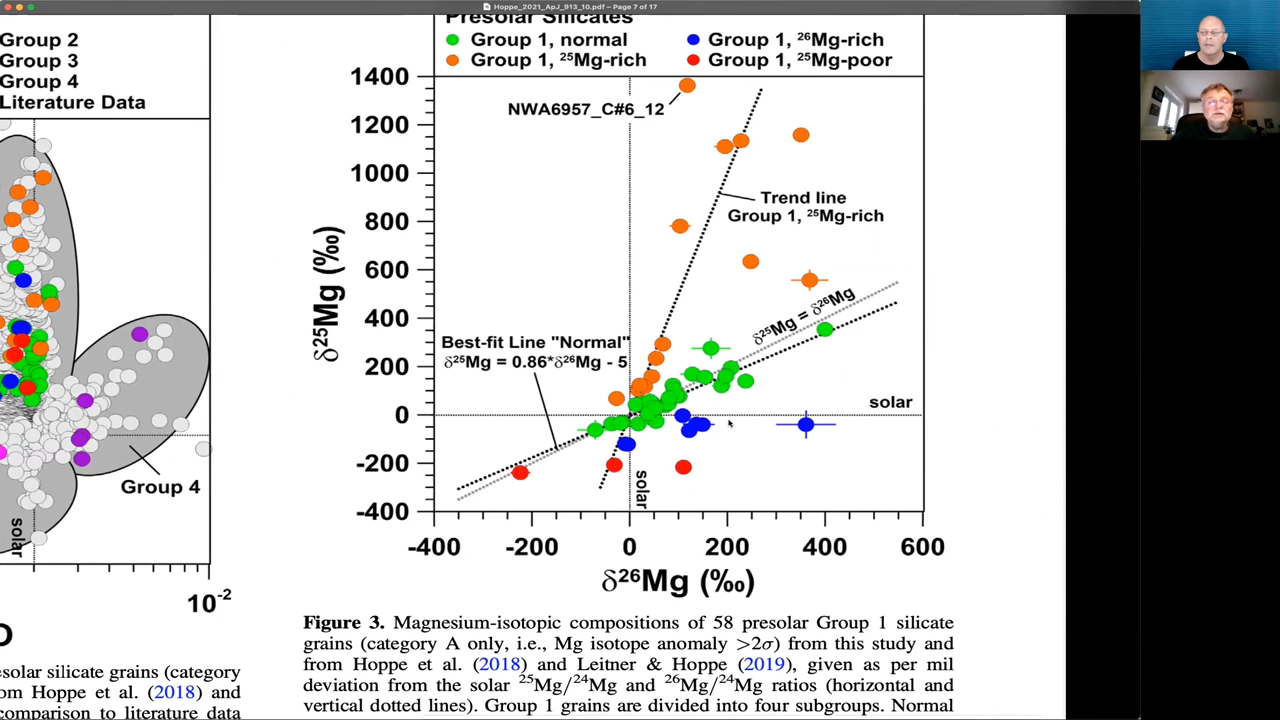 Hoppe_2021_ApJ_913_10.pdf – Page 7 of 17
Group 2
Group 3
Group 4
Literature Data
Group 4
solar
10⁻²
esolar silicate grains (category
om Hoppe et al. (2018) and
comparison to literature data
Presolar Silicates
Group 1, normal
Group 1, ²⁶Mg-rich
Group 1, ²⁵Mg-rich
Group 1, ²⁵Mg-poor
1400
1200
1000
800
600
400
200
0
-200
-400
δ²⁵Mg (‰)
NWA6957_C#6_12
Trend line
Group 1, ²⁵Mg-rich
δ²⁵Mg = δ²⁶Mg
Best-fit Line "Normal"
δ²⁵Mg = 0.86*δ²⁶Mg - 5
solar
solar
-400
-200
0
200
400
600
δ²⁶Mg (‰)
Figure 3. Magnesium-isotopic compositions of 58 presolar Group 1 silicate
grains (category A only, i.e., Mg isotope anomaly >2σ) from this study and
from Hoppe et al. (2018) and Leitner & Hoppe (2019), given as per mil
deviation from the solar ²⁵Mg/²⁴Mg and ²⁶Mg/²⁴Mg ratios (horizontal and
vertical dotted lines). Group 1 grains are divided into four subgroups. Normal